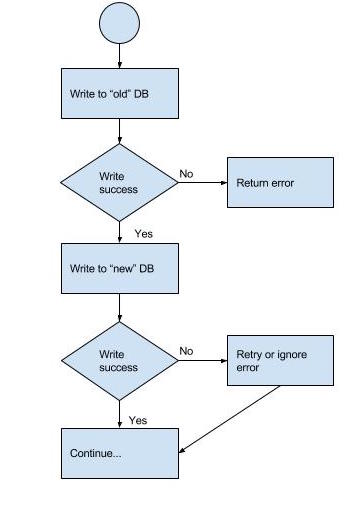 Write to “old” DB
Write
success
No
Return error
Yes
Write to “new” DB
Write
success
No
Retry or ignore
error
Yes
Continue...